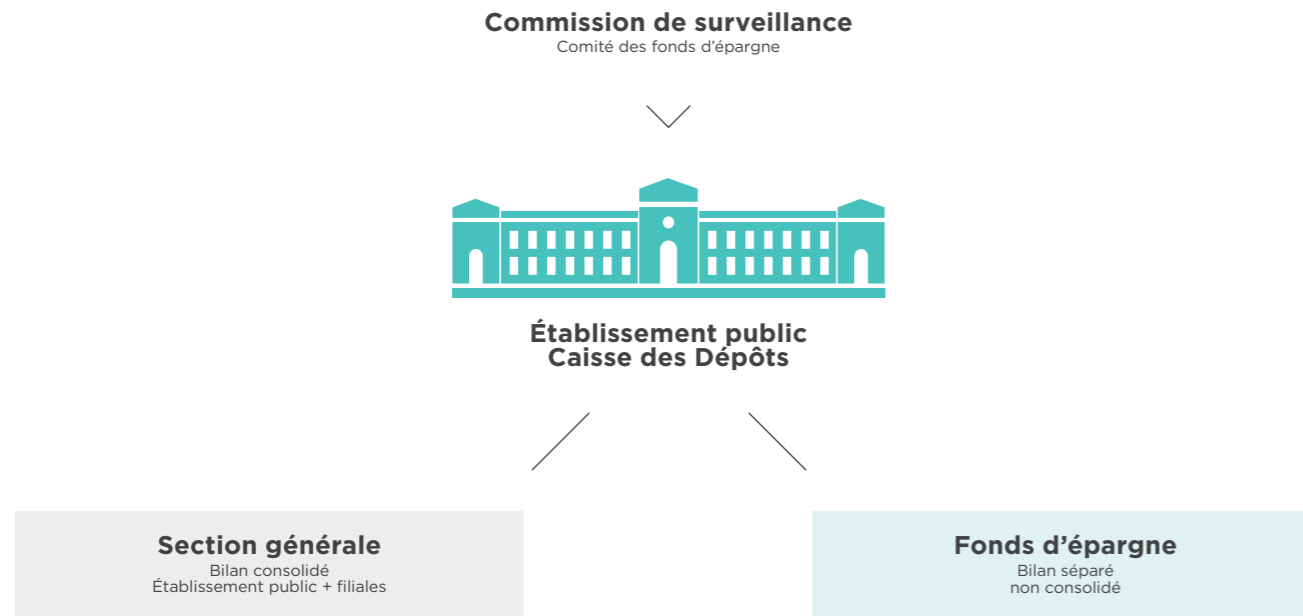 Commission de surveillance
Comité des fonds d'épargne
Établissement public
Caisse des Dépôts
Section générale
Bilan consolidé
Établissement public + filiales
Fonds d'épargne
Bilan séparé
non consolidé